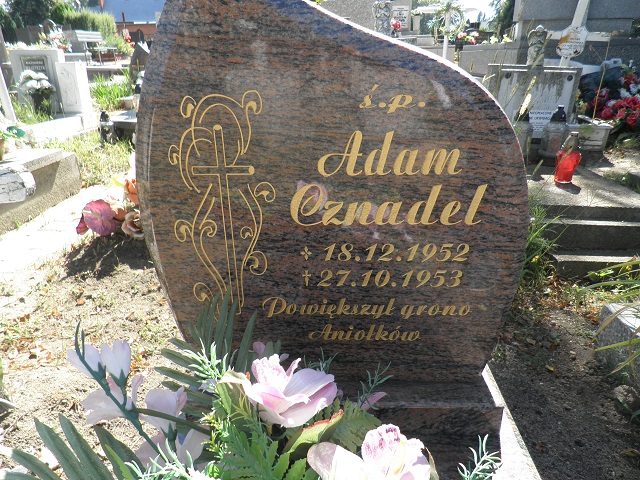 ś.p.
Adam
Cznadel
18.12.1952
†27.10.1953
Powiększył grono
Aniołków